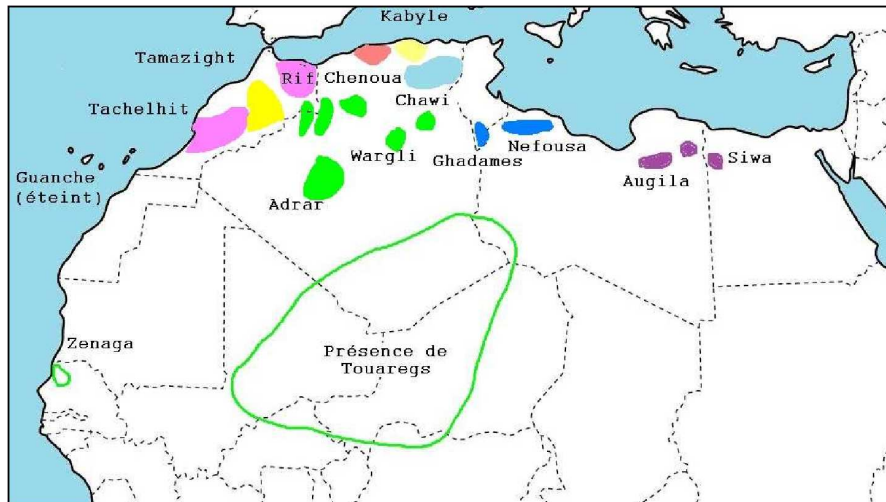 Kabyle
Tamazight
Rif
Chenoua
Chawi
Tachelhit
Wargli
Ghadames
Nefousa
Augila
Siwa
Guanche
(éteint)
Adrar
Zenaga
Présence de
Touaregs